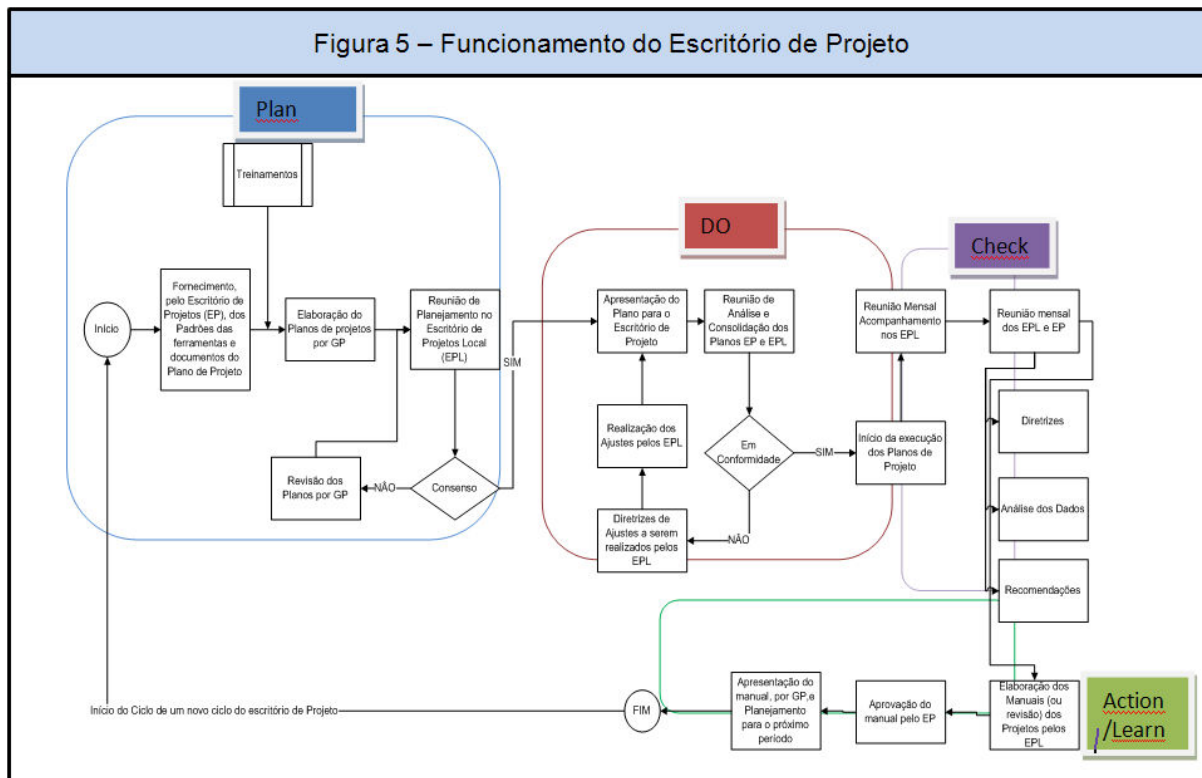 Figura 5 – Funcionamento do Escritório de Projeto
Plan
Treinamentos
Início
Fornecimento,
pelo Escritório de
Projetos (EP), dos
Padrões das
ferramentas e
documentos do
Plano de Projeto
Elaboração do
Planos de projetos
por GP
Reunião de
Planejamento no
Escritório de
Projetos Local
(EPL)
Revisão dos
Planos por GP
NÃO
Consenso
SIM
DO
Apresentação do
Plano para o
Escritório de
Projeto
Reunião de
Análise e
Consolidação dos
Planos EP e EPL
Realização dos
Ajustes pelos EPL
Em
Conformidade
SIM
Diretrizes de
Ajustes a serem
realizados pelos
EPL
NÃO
Início da execução
dos Planos de
Projeto
Check
Reunião Mensal
Acompanhamento
nos EPL
Reunião mensal
dos EPL e EP
Diretrizes
Análise dos Dados
Recomendações
Action
/Learn
Elaboração dos
Manuais (ou
revisão) dos
Projetos pelos
EPL
Aprovação do
manual pelo EP
Apresentação do
manual, por GP,e
Planejamento
para o próximo
período
FIM
Início do Ciclo de um novo ciclo do escritório de Projeto